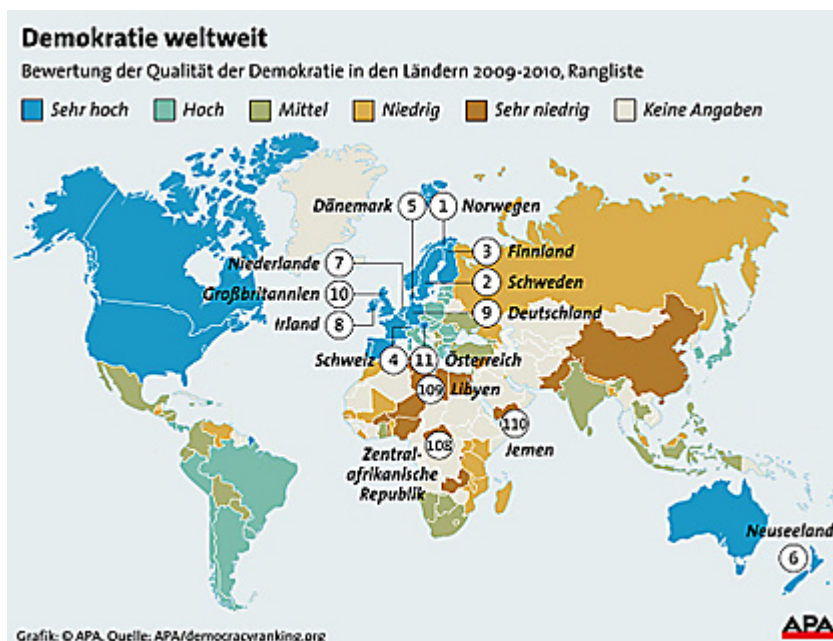 Demokratie weltweit
Bewertung der Qualität der Demokratie in den Ländern 2009-2010, Rangliste
Sehr hoch Hoch Mittel Niedrig Sehr niedrig Keine Angaben
Dänemark 5 1 Norwegen
3 Finnland
Niederlande 7
2 Schweden
Großbritannien 10
9 Deutschland
Irland 8
Schweiz 4 11 Österreich
109 Libyen
110
Jemen
108
Zentral-
afrikanische
Republik
Neuseeland
6
Grafik: © APA, Quelle: APA/democracyranking.org
APA